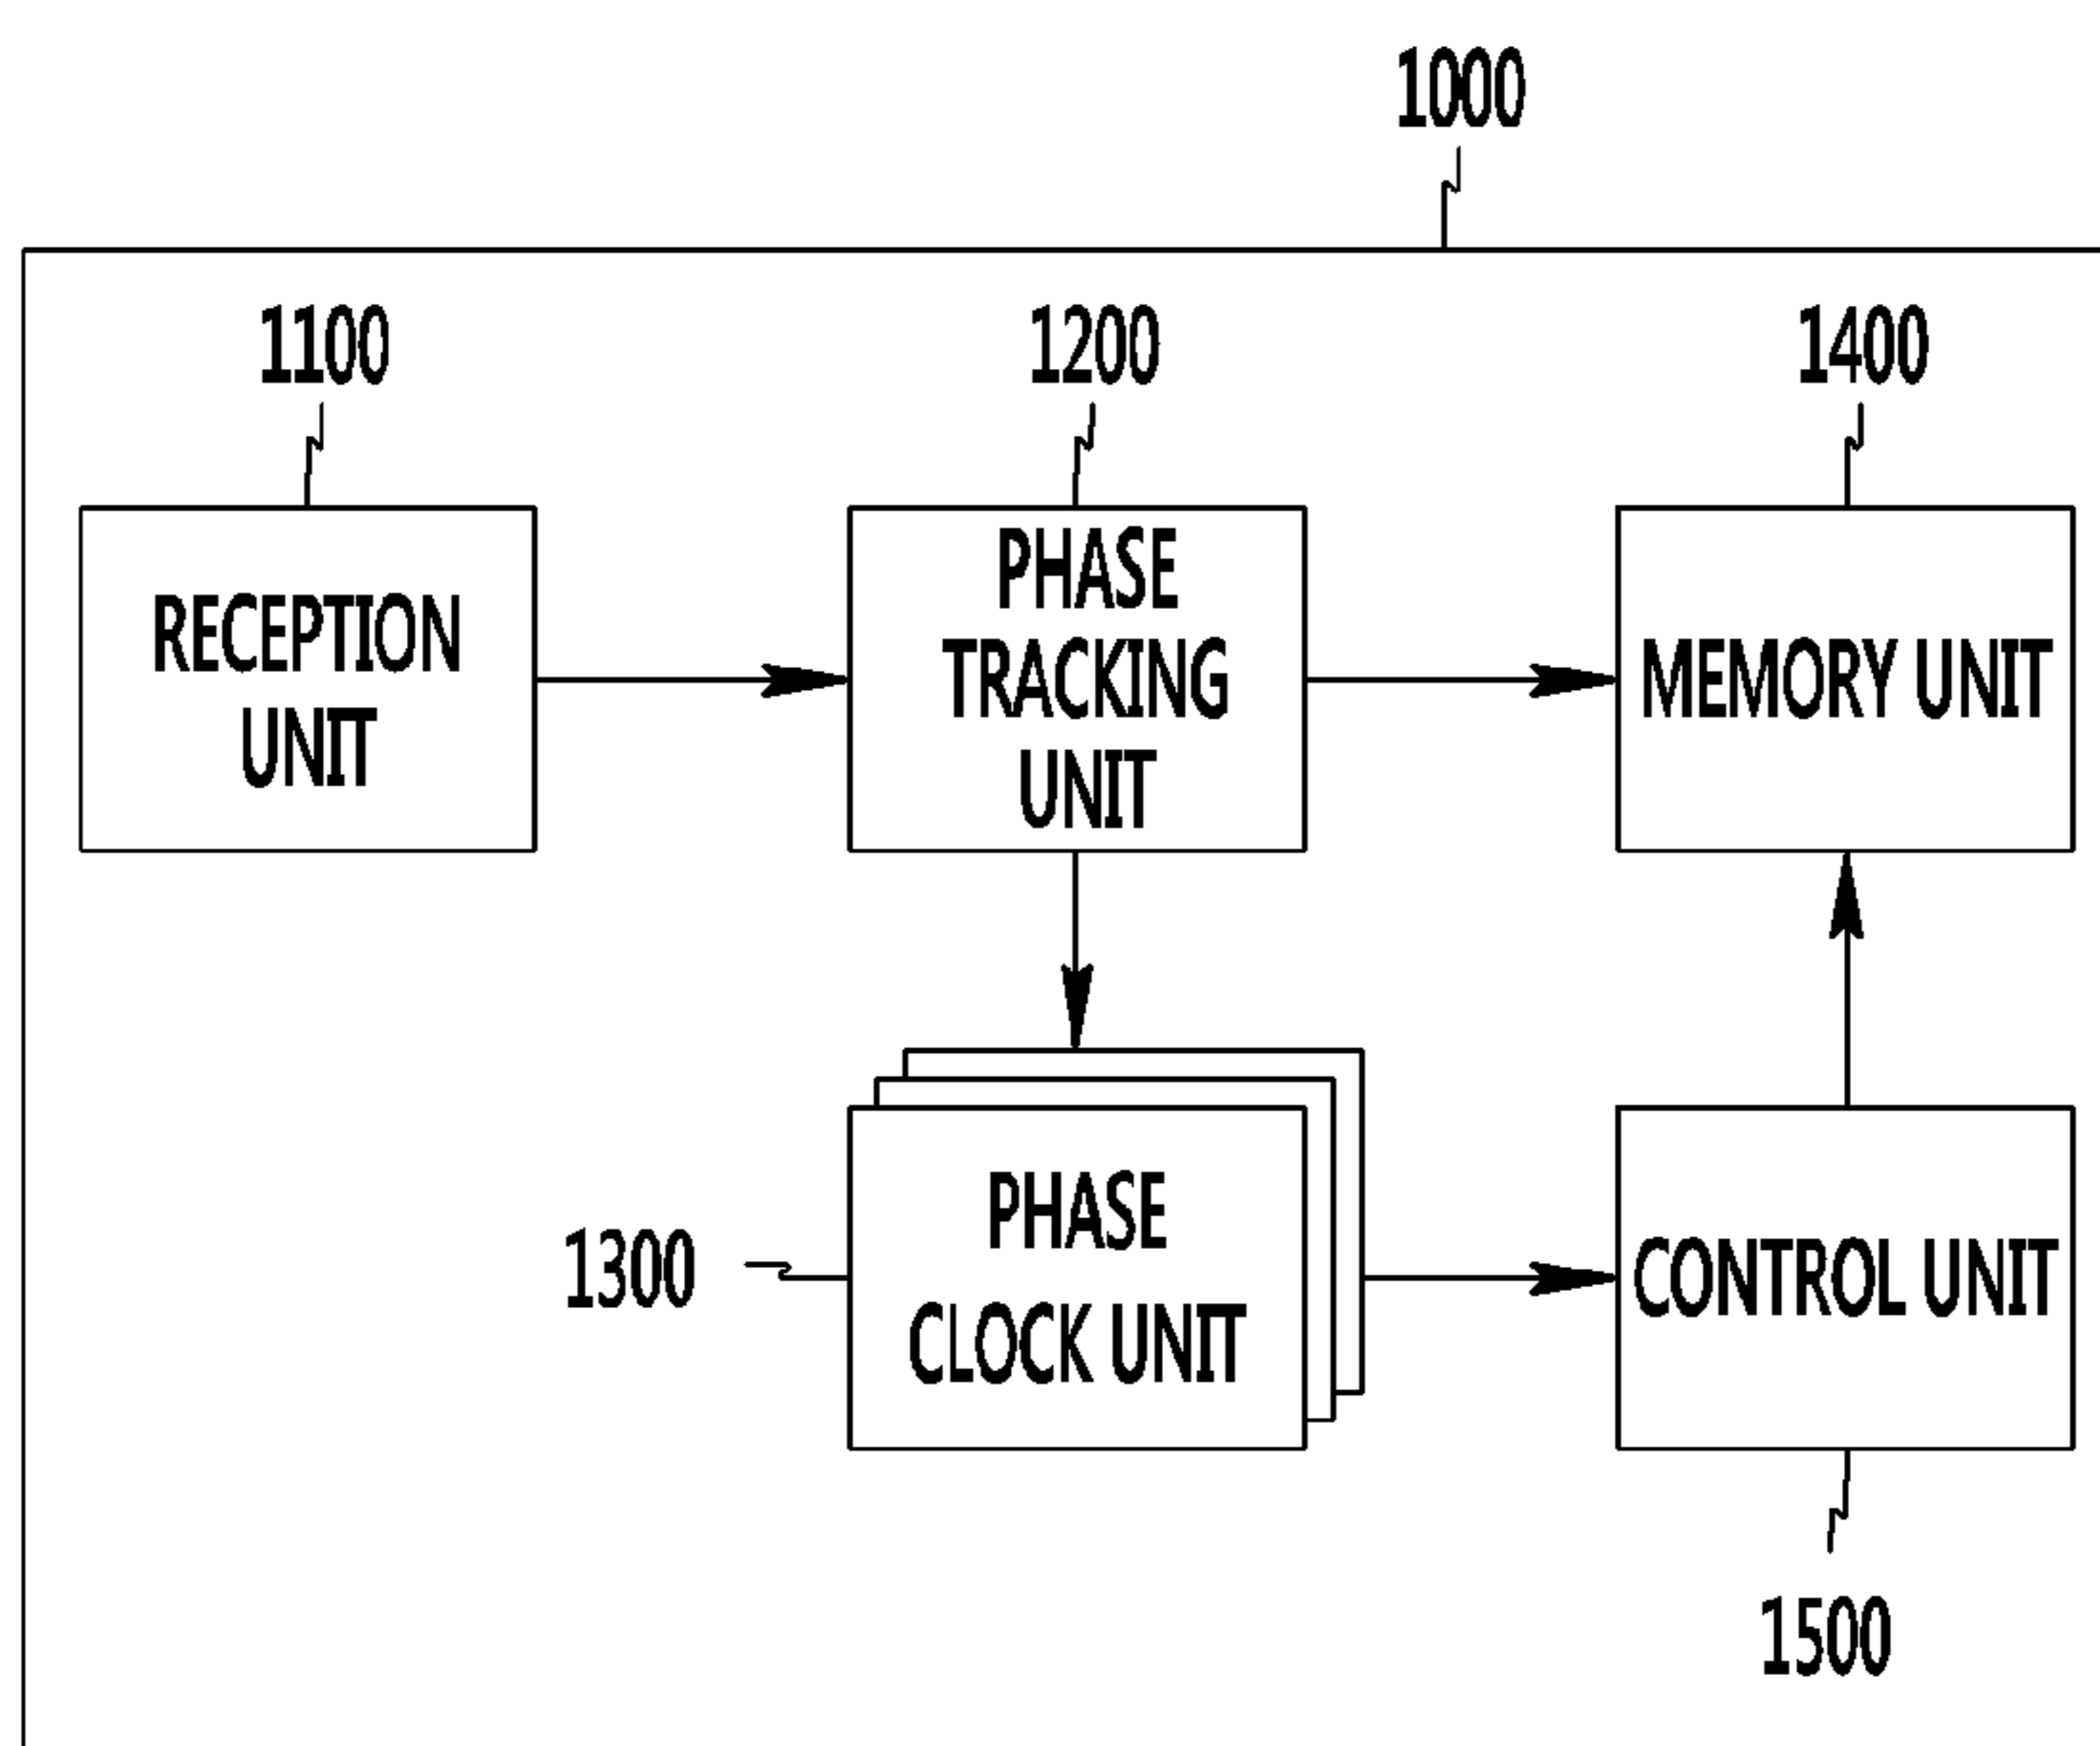 1000
1100
1200
1400
RECEPTION
UNIT
PHASE
TRACKING
UNIT
MEMORY UNIT
1300
PHASE
CLOCK UNIT
CONTROL UNIT
1500